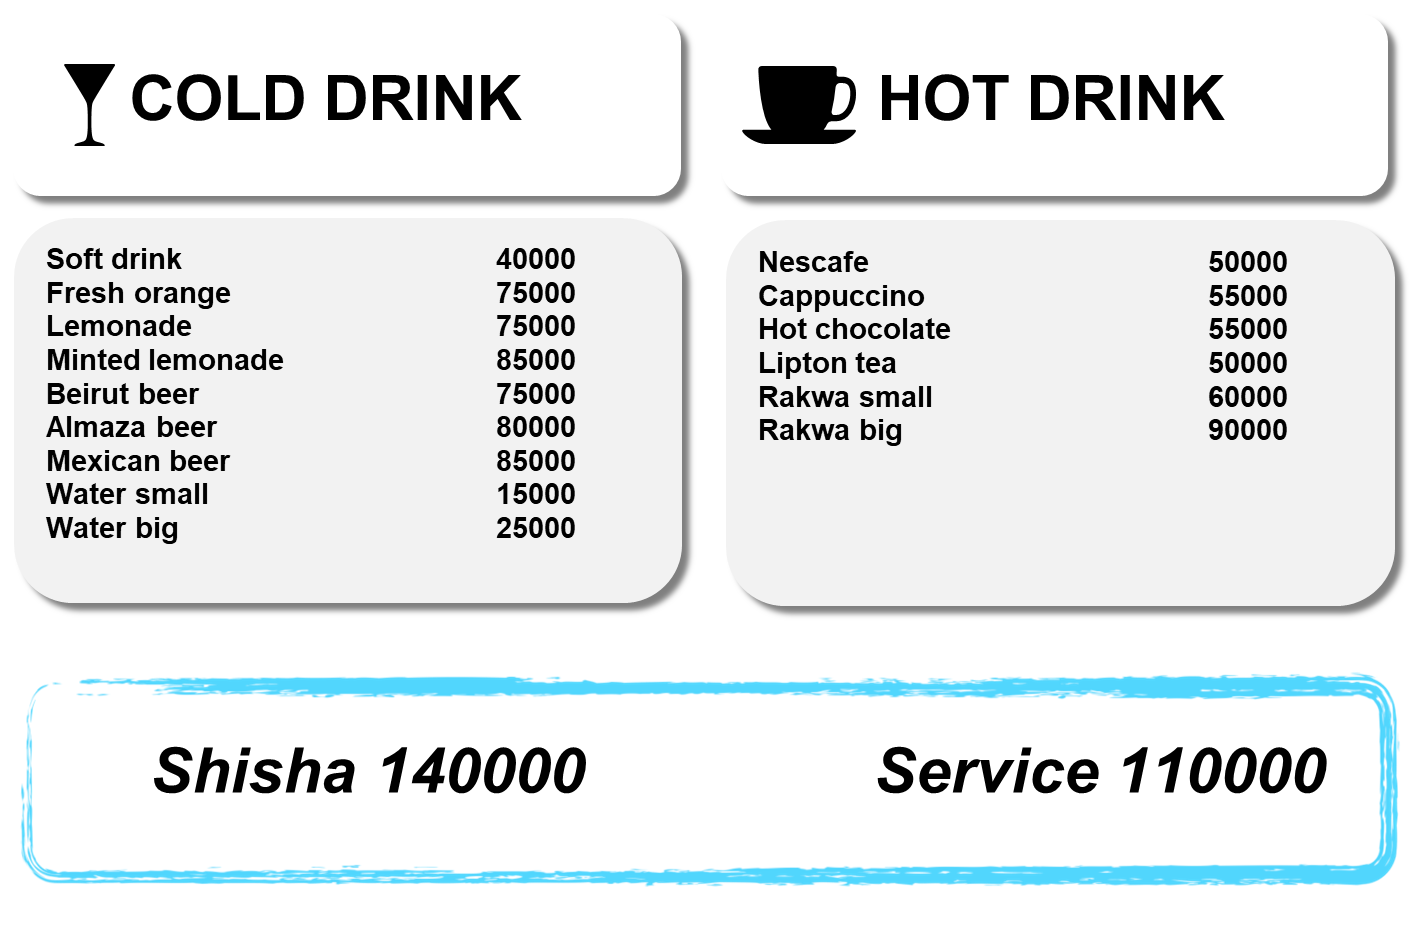 COLD DRINK
Soft drink 40000
Fresh orange 75000
Lemonade 75000
Minted lemonade 85000
Beirut beer 75000
Almaza beer 80000
Mexican beer 85000
Water small 15000
Water big 25000
HOT DRINK
Nescafe 50000
Cappuccino 55000
Hot chocolate 55000
Lipton tea 50000
Rakwa small 60000
Rakwa big 90000
Shisha 140000
Service 110000